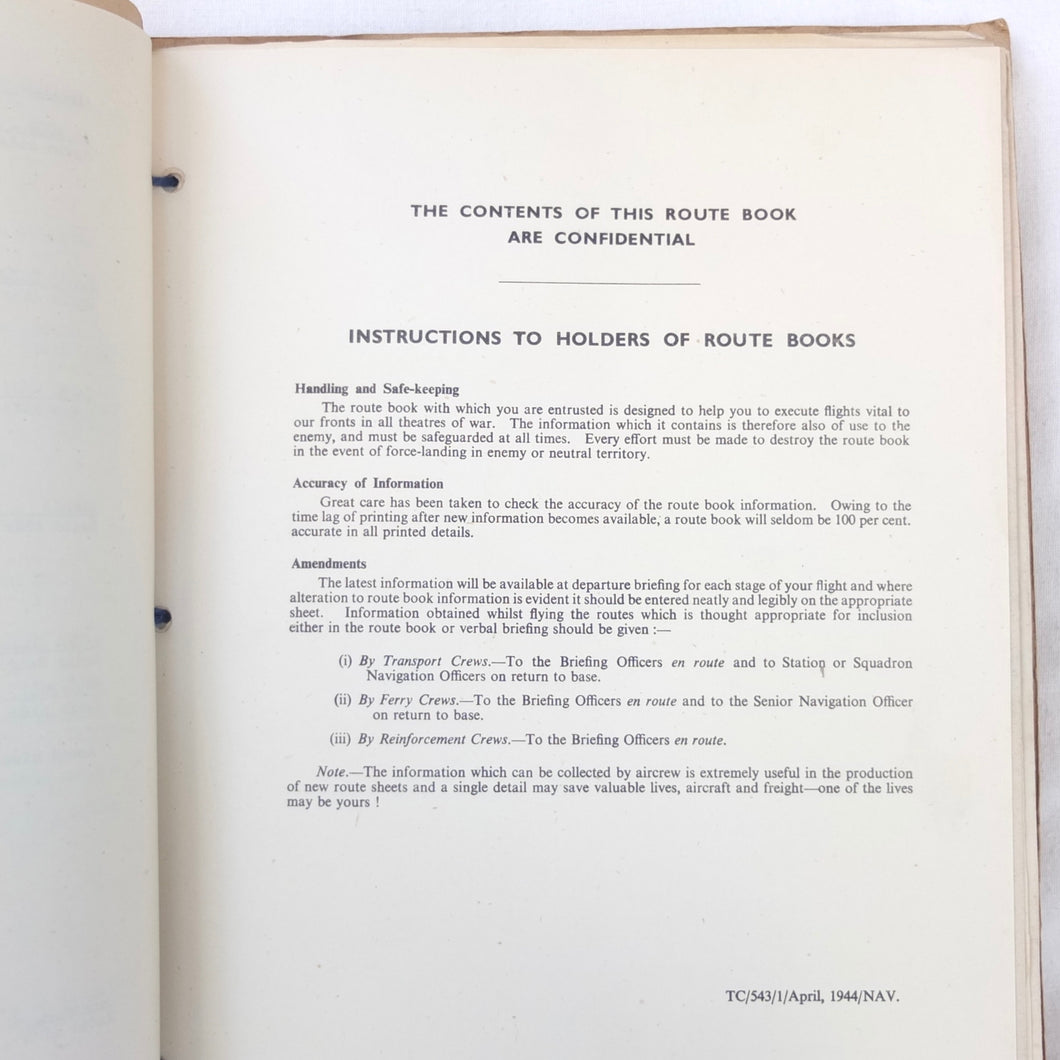 THE CONTENTS OF THIS ROUTE BOOK
ARE CONFIDENTIAL
INSTRUCTIONS TO HOLDERS OF ROUTE BOOKS
Handling and Safe-keeping
The route book with which you are entrusted is designed to help you to execute flights vital to
our fronts in all theatres of war. The information which it contains is therefore also of use to the
enemy, and must be safeguarded at all times. Every effort must be made to destroy the route book
in the event of force-landing in enemy or neutral territory.
Accuracy of Information
Great care has been taken to check the accuracy of the route book information. Owing to the
time lag of printing after new information becomes available, a route book will seldom be 100 per cent.
accurate in all printed details.
Amendments
The latest information will be available at departure briefing for each stage of your flight and where
alteration to route book information is evident it should be entered neatly and legibly on the appropriate
sheet. Information obtained whilst flying the routes which is thought appropriate for inclusion
either in the route book or verbal briefing should be given :—
(i) By Transport Crews.—To the Briefing Officers en route and to Station or Squadron
Navigation Officers on return to base.
(ii) By Ferry Crews.—To the Briefing Officers en route and to the Senior Navigation Officer
on return to base.
(iii) By Reinforcement Crews.—To the Briefing Officers en route.
Note.—The information which can be collected by aircrew is extremely useful in the production
of new route sheets and a single detail may save valuable lives, aircraft and freight—one of the lives
may be yours !
TC/543/1/April, 1944/NAV.